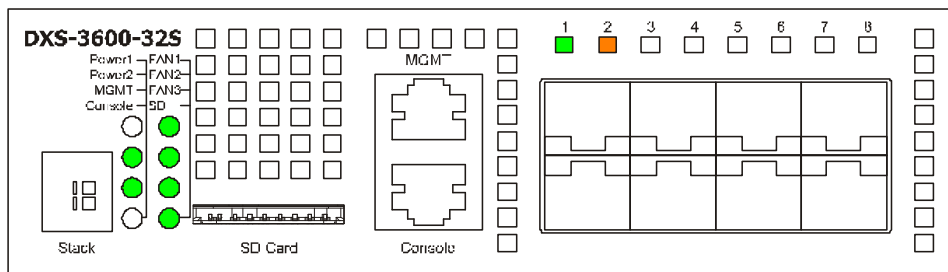 DXS-3600-32S
Power1 FAN1
Power2 FAN2
MGMT FAN3
Console SD
Stack
SD Card
MGMT
Console
1 2 3 4 5 6 7 8